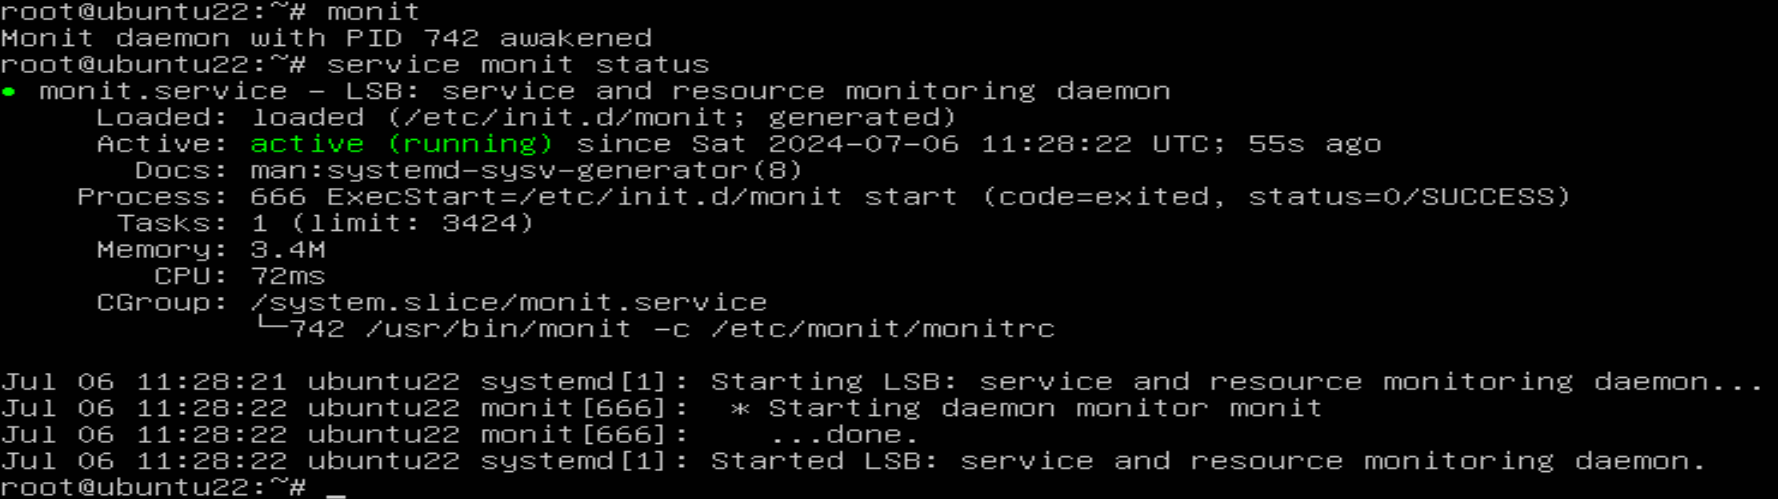 root@ubuntu22:~# monit
Monit daemon with PID 742 awakened
root@ubuntu22:~# service monit status
● monit.service – LSB: service and resource monitoring daemon
     Loaded: loaded (/etc/init.d/monit; generated)
     Active: active (running) since Sat 2024-07-06 11:28:22 UTC; 55s ago
       Docs: man:systemd-sysv-generator(8)
    Process: 666 ExecStart=/etc/init.d/monit start (code=exited, status=0/SUCCESS)
      Tasks: 1 (limit: 3424)
     Memory: 3.4M
        CPU: 72ms
     CGroup: /system.slice/monit.service
             └─742 /usr/bin/monit -c /etc/monit/monitrc

Jul 06 11:28:21 ubuntu22 systemd[1]: Starting LSB: service and resource monitoring daemon...
Jul 06 11:28:22 ubuntu22 monit[666]:  * Starting daemon monitor monit
Jul 06 11:28:22 ubuntu22 monit[666]:    ...done.
Jul 06 11:28:22 ubuntu22 systemd[1]: Started LSB: service and resource monitoring daemon.
root@ubuntu22:~# _